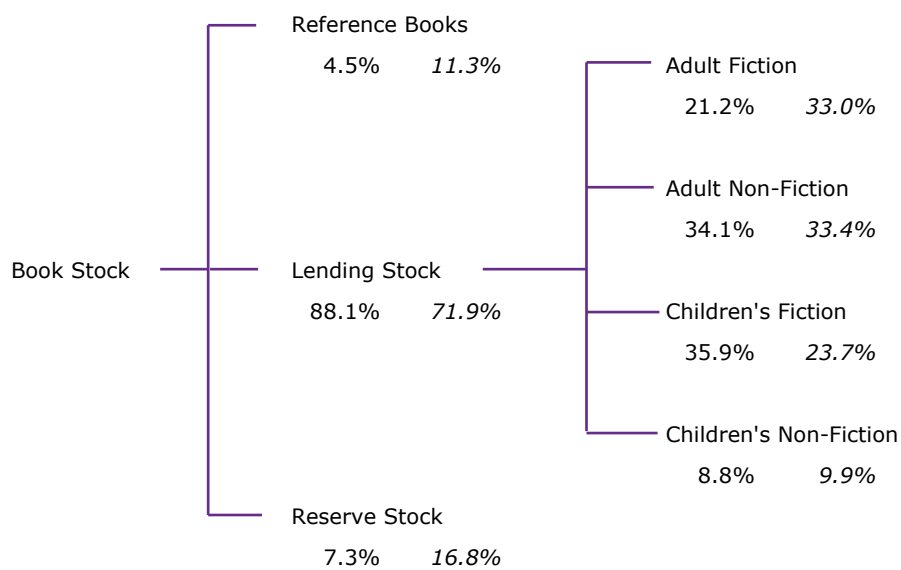 Reference Books
4.5% 11.3%
Adult Fiction
21.2% 33.0%
Adult Non-Fiction
34.1% 33.4%
Book Stock
Lending Stock
88.1% 71.9%
Children's Fiction
35.9% 23.7%
Children's Non-Fiction
8.8% 9.9%
Reserve Stock
7.3% 16.8%